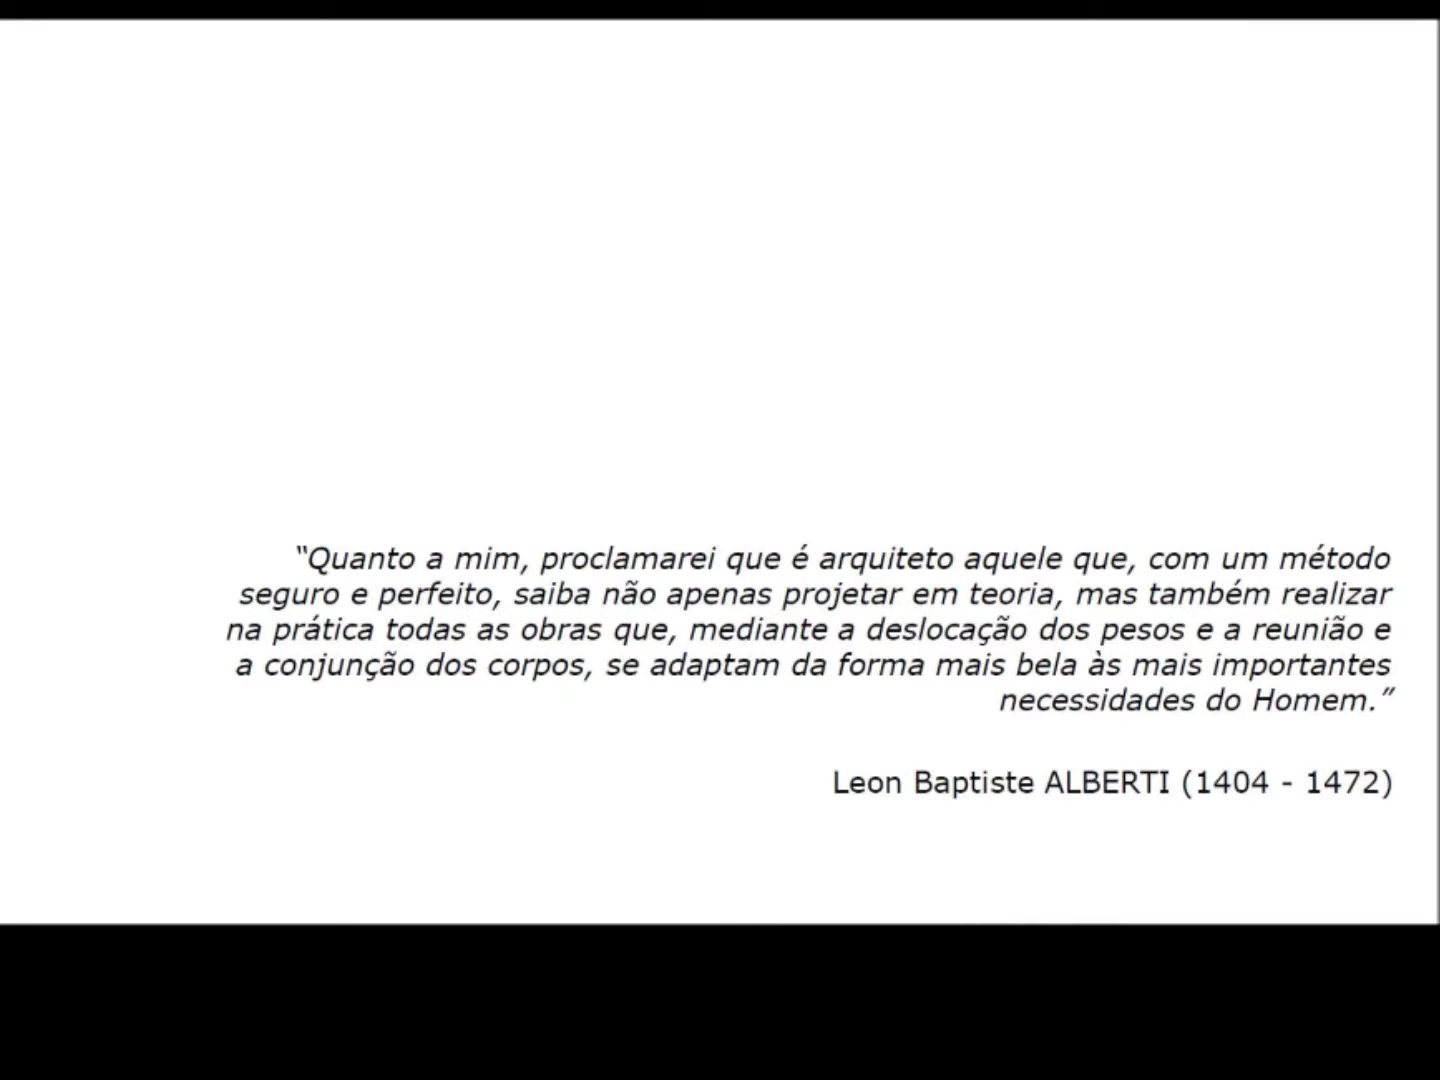 “Quanto a mim, proclamarei que é arquiteto aquele que, com um método
seguro e perfeito, saiba não apenas projetar em teoria, mas também realizar
na prática todas as obras que, mediante a deslocação dos pesos e a reunião e
a conjunção dos corpos, se adaptam da forma mais bela às mais importantes
necessidades do Homem.”
Leon Baptiste ALBERTI (1404 - 1472)